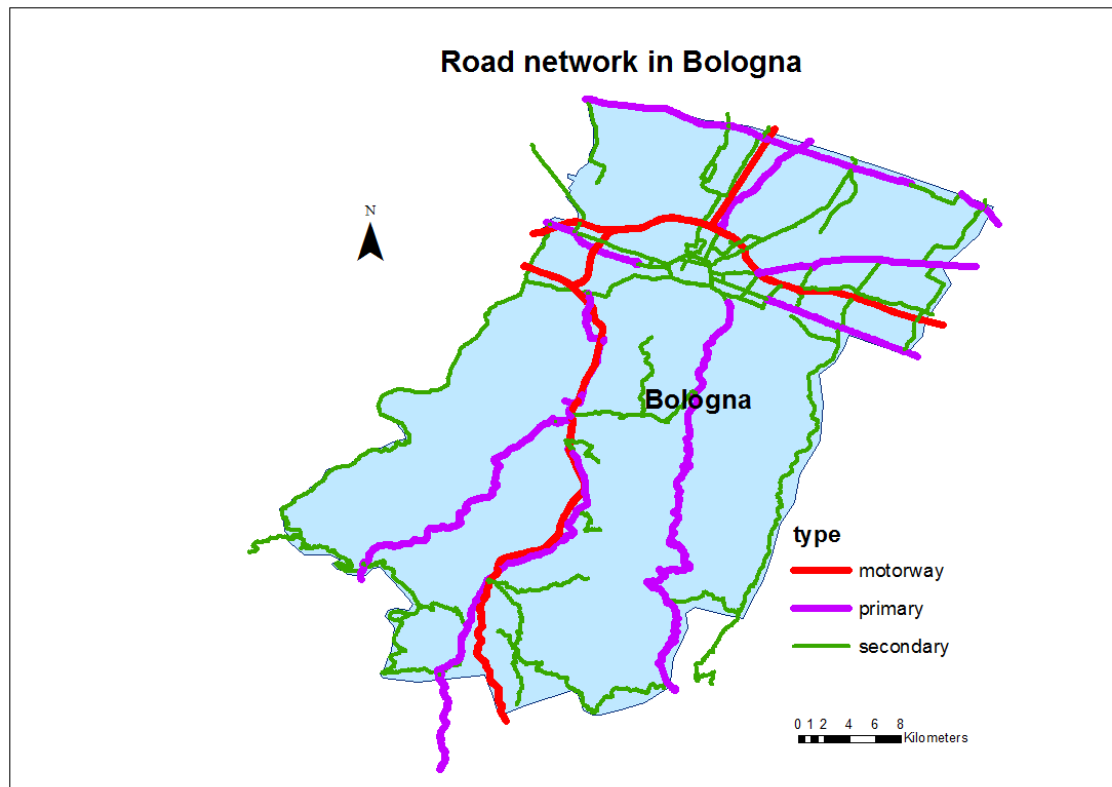 Road network in Bologna
N
Bologna
type
motorway
primary
secondary
0 1 2 4 6 8
Kilometers